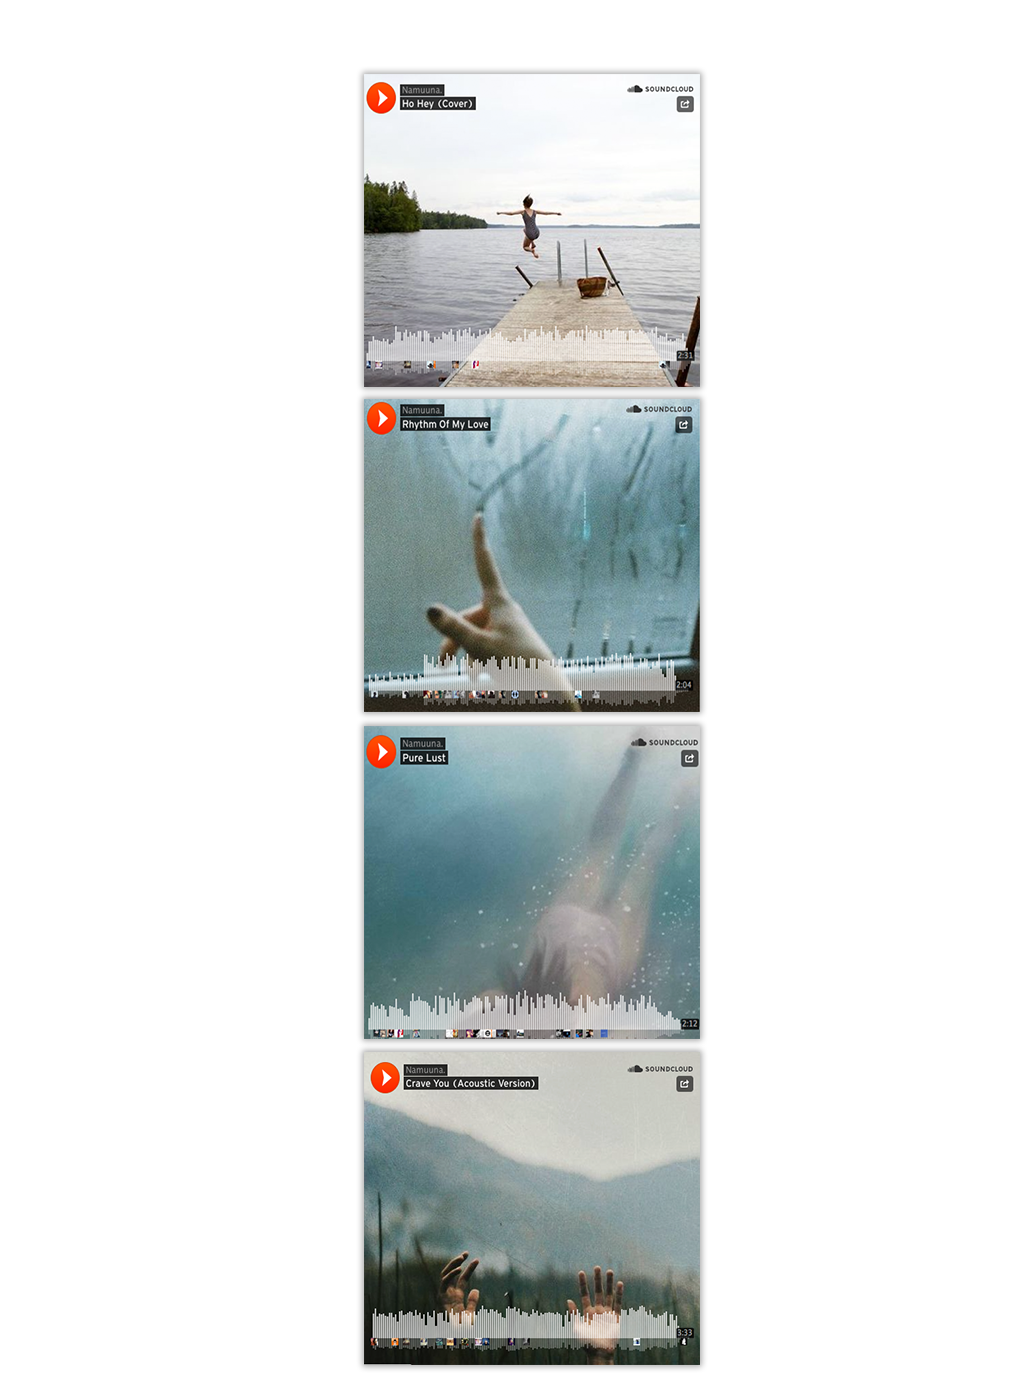 Namuuna.
Ho Hey (Cover)
SOUNDCLOUD
2:31
Namuuna.
Rhythm Of My Love
SOUNDCLOUD
2:04
Namuuna.
Pure Lust
SOUNDCLOUD
2:12
Namuuna.
Crave You (Acoustic Version)
SOUNDCLOUD
3:33